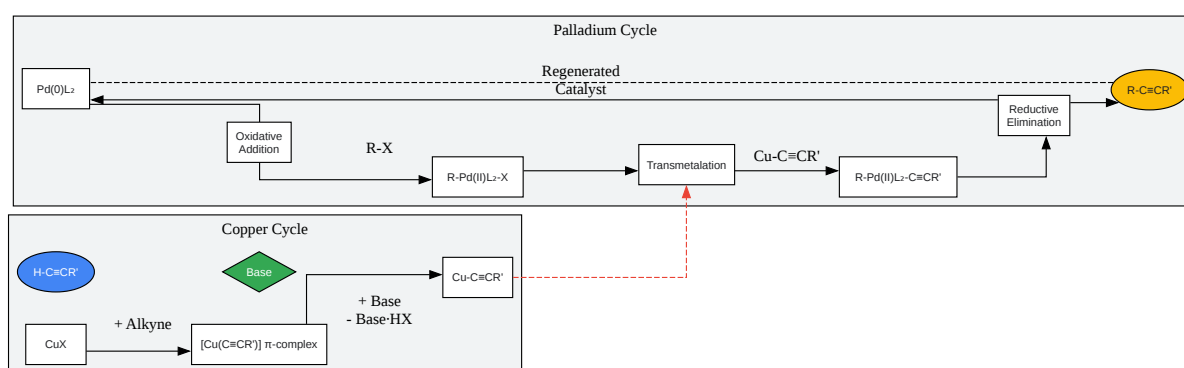 Palladium Cycle
Regenerated
Catalyst
Pd(0)L₂
R-C≡CR'
Reductive
Elimination
Oxidative
Addition
R-X
R-Pd(II)L₂-X
Transmetalation
Cu-C≡CR'
R-Pd(II)L₂-C≡CR'
Copper Cycle
H-C≡CR'
Base
Cu-C≡CR'
+ Base
- Base·HX
+ Alkyne
CuX
[Cu(C≡CR')] π-complex